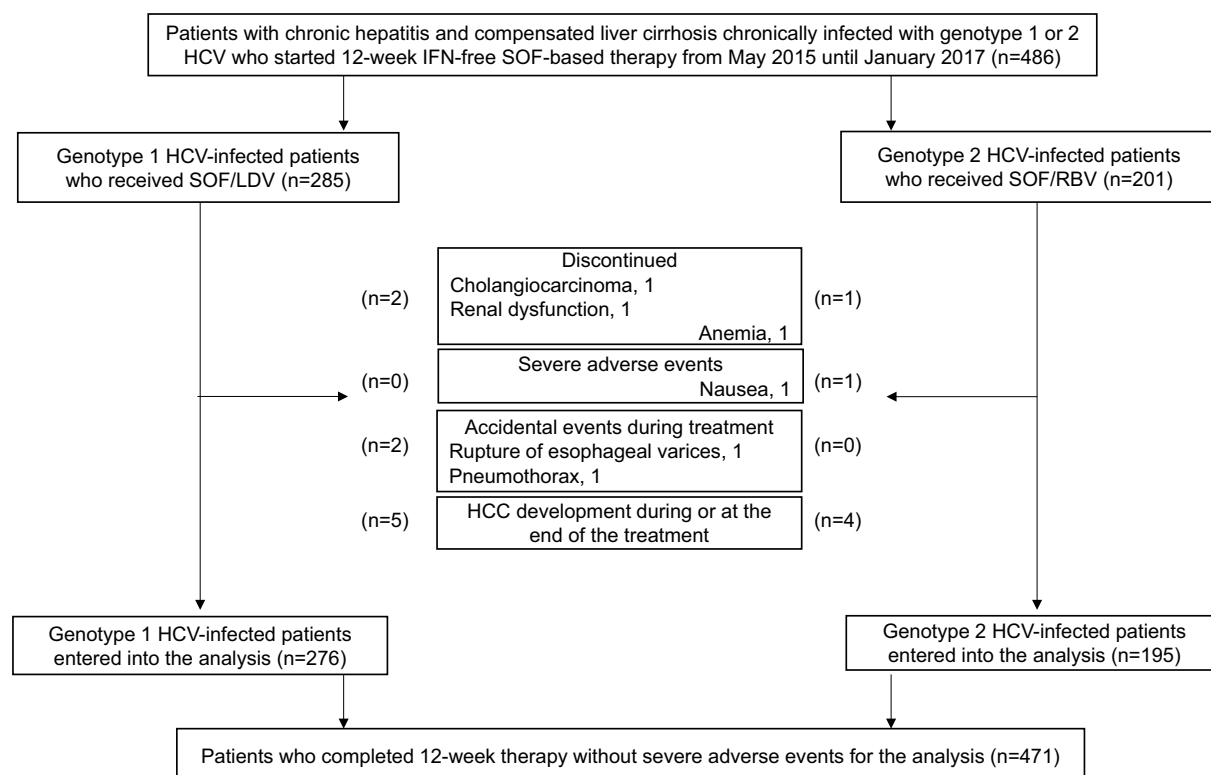 Patients with chronic hepatitis and compensated liver cirrhosis chronically infected with genotype 1 or 2
HCV who started 12-week IFN-free SOF-based therapy from May 2015 until January 2017 (n=486)
Genotype 1 HCV-infected patients
who received SOF/LDV (n=285)
Genotype 2 HCV-infected patients
who received SOF/RBV (n=201)
Discontinued
Cholangiocarcinoma, 1
(n=2)
(n=1)
Renal dysfunction, 1
Anemia, 1
Severe adverse events
(n=0)
Nausea, 1
(n=1)
Accidental events during treatment
(n=2)
Rupture of esophageal varices, 1
(n=0)
Pneumothorax, 1
(n=5)
HCC development during or at the
end of the treatment
(n=4)
Genotype 1 HCV-infected patients
entered into the analysis (n=276)
Genotype 2 HCV-infected patients
entered into the analysis (n=195)
Patients who completed 12-week therapy without severe adverse events for the analysis (n=471)